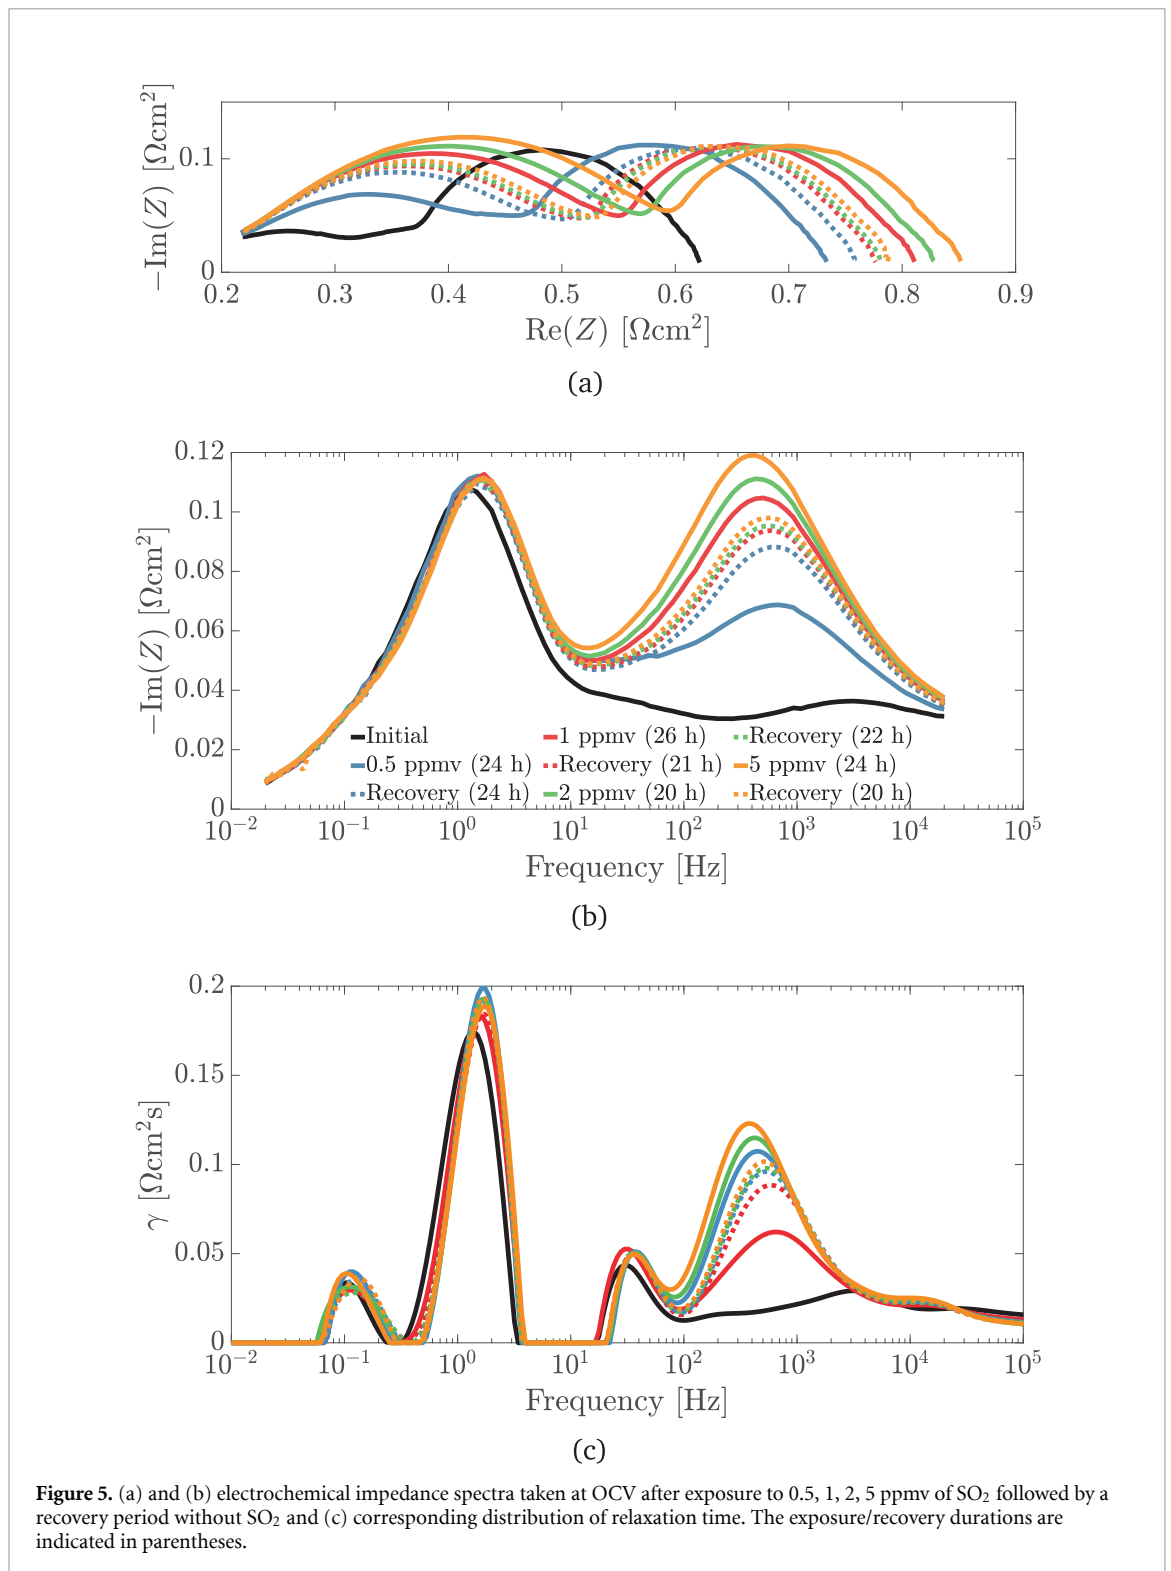 −Im(Z) [Ωcm²]
0.1
0
0.2 0.3 0.4 0.5 0.6 0.7 0.8 0.9
Re(Z) [Ωcm²]
(a)
−Im(Z) [Ωcm²]
0.12
0.1
0.08
0.06
0.04
0.02
0
Initial 1 ppmv (26 h) Recovery (22 h)
0.5 ppmv (24 h) Recovery (21 h) 5 ppmv (24 h)
Recovery (24 h) 2 ppmv (20 h) Recovery (20 h)
10⁻² 10⁻¹ 10⁰ 10¹ 10² 10³ 10⁴ 10⁵
Frequency [Hz]
(b)
γ [Ωcm²s]
0.2
0.15
0.1
0.05
0
10⁻² 10⁻¹ 10⁰ 10¹ 10² 10³ 10⁴ 10⁵
Frequency [Hz]
(c)
Figure 5. (a) and (b) electrochemical impedance spectra taken at OCV after exposure to 0.5, 1, 2, 5 ppmv of SO₂ followed by a
recovery period without SO₂ and (c) corresponding distribution of relaxation time. The exposure/recovery durations are
indicated in parentheses.